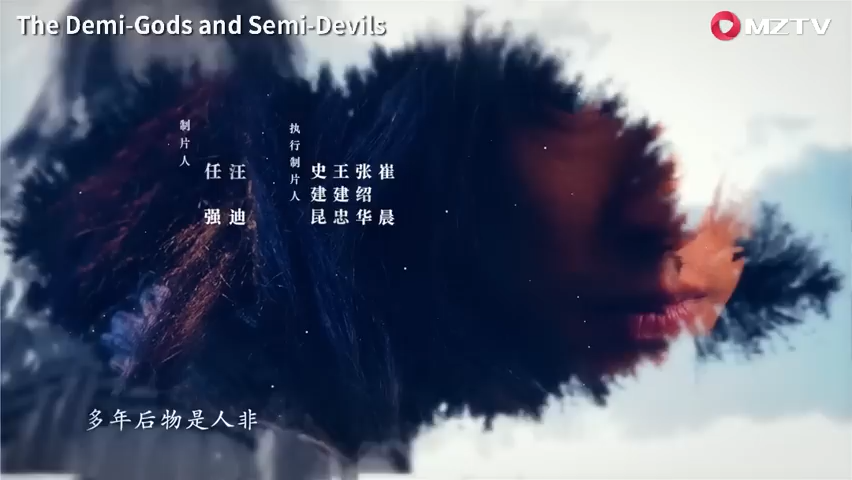 The Demi-Gods and Semi-Devils
MZTV
制片人
任强
汪迪
执行制片人
史建昆
王建忠
张绍华
崔晨
多年后物是人非